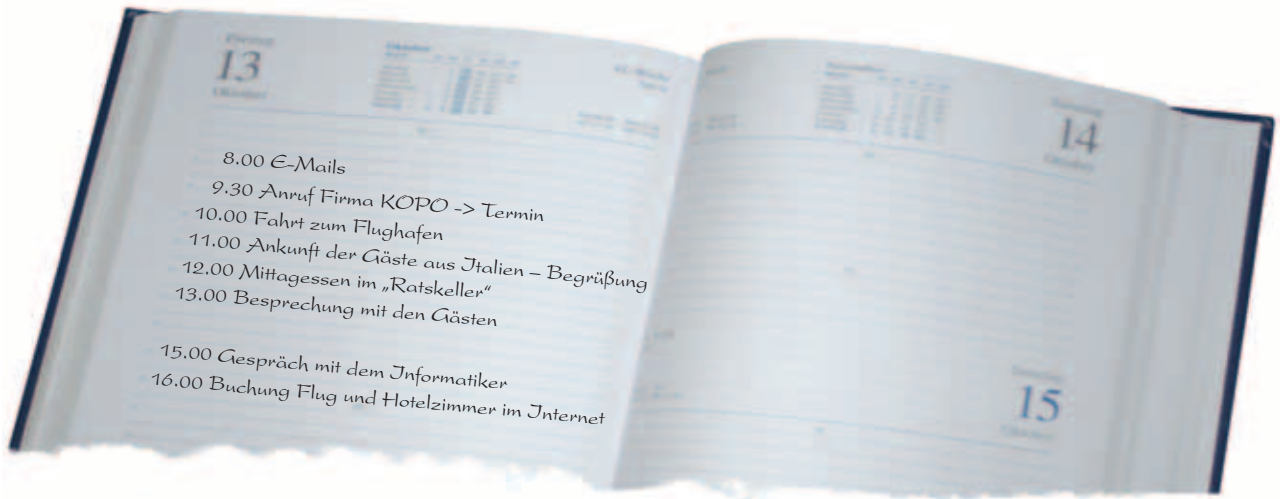 13
Oktober
14
8.00 E-Mails
9.30 Anruf Firma KOPO -> Termin
10.00 Fahrt zum Flughafen
11.00 Ankunft der Gäste aus Italien – Begrüßung
12.00 Mittagessen im „Ratskeller“
13.00 Besprechung mit den Gästen
15.00 Gespräch mit dem Informatiker
16.00 Buchung Flug und Hotelzimmer im Internet
15